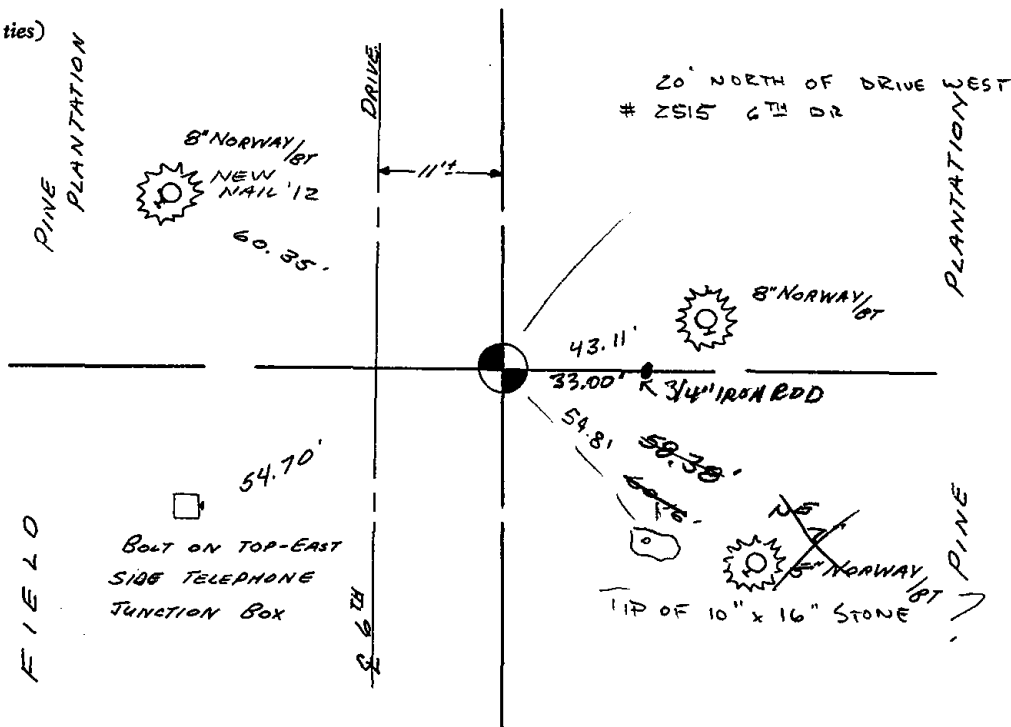 ties)
PINE
PLANTATION
DRIVE
20' NORTH OF DRIVE WEST
# 2515 6TH DR
PLANTATION
8" NORWAY/BT
NEW
NAIL '12
60.35'
11'±
8" NORWAY/BT
43.11'
33.00'
3/4" IRON ROD
54.81
58.38'
54.70'
BOLT ON TOP-EAST
SIDE TELEPHONE
JUNCTION BOX
FIELD
℄ 6TH
5" NORWAY/BT
TIP OF 10" x 16" STONE
PINE
?